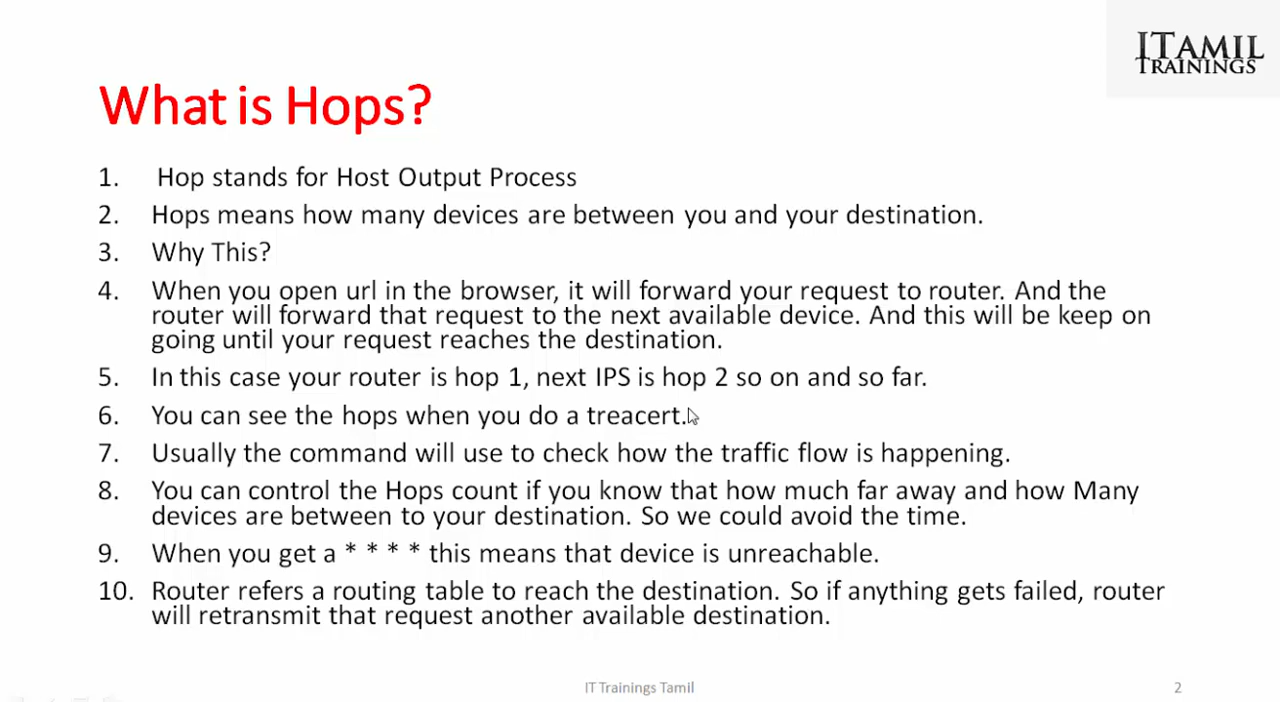 ITAMIL
TRAININGS
What is Hops?
1. Hop stands for Host Output Process
2. Hops means how many devices are between you and your destination.
3. Why This?
4. When you open url in the browser, it will forward your request to router. And the
router will forward that request to the next available device. And this will be keep on
going until your request reaches the destination.
5. In this case your router is hop 1, next IPS is hop 2 so on and so far.
6. You can see the hops when you do a treacert.
7. Usually the command will use to check how the traffic flow is happening.
8. You can control the Hops count if you know that how much far away and how Many
devices are between to your destination. So we could avoid the time.
9. When you get a * * * * this means that device is unreachable.
10. Router refers a routing table to reach the destination. So if anything gets failed, router
will retransmit that request another available destination.
IT Trainings Tamil
2